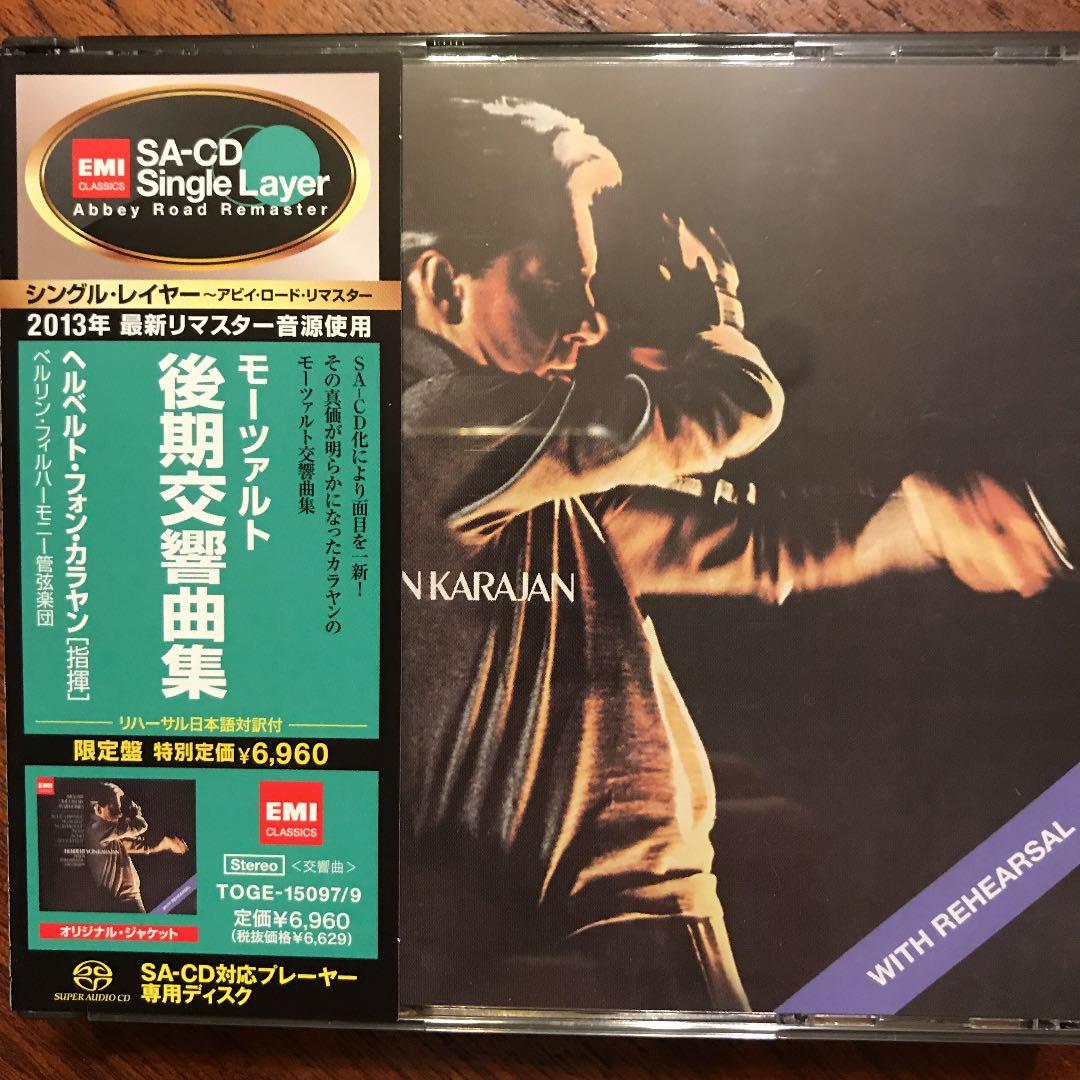 EMI
CLASSICS
SA-CD
Single Layer
Abbey Road Remaster
シングル・レイヤー～アビイ・ロード・リマスター
2013年 最新リマスター音源使用
SA-CD化により面目を一新！
その真価が明らかになったカラヤンの
モーツァルト交響曲集
モーツァルト
後期交響曲集
ヘルベルト・フォン・カラヤン［指揮］
ベルリン・フィルハーモニー管弦楽団
リハーサル日本語対訳付
限定盤 特別定価¥6,960
EMI
HERBERT VON KARAJAN
WITH REHEARSAL
オリジナル・ジャケット
EMI
CLASSICS
Stereo <交響曲>
TOGE-15097/9
定価¥6,960
(税抜価格¥6,629)
SUPER AUDIO CD
SA-CD対応プレーヤー
専用ディスク
N KARAJAN
WITH REHEARSAL